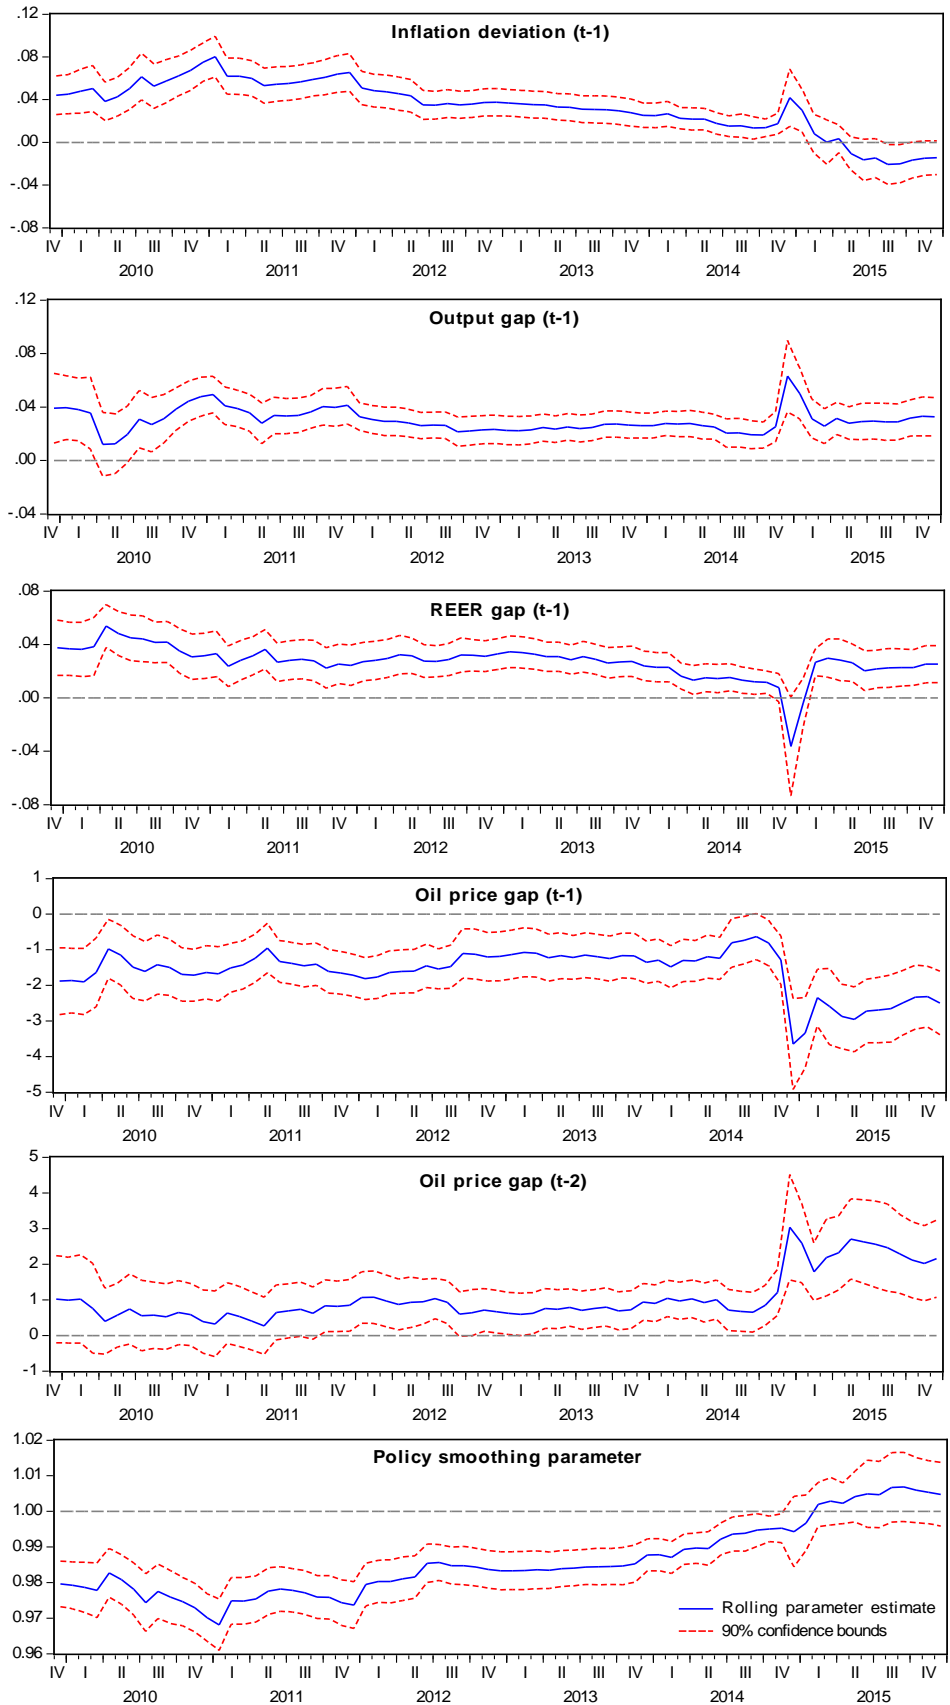 Inflation deviation (t-1)
.12
.08
.04
.00
-.04
-.08
IV I II III IV I II III IV I II III IV I II III IV I II III IV I II III IV
2010 2011 2012 2013 2014 2015
Output gap (t-1)
.12
.08
.04
.00
-.04
IV I II III IV I II III IV I II III IV I II III IV I II III IV I II III IV
2010 2011 2012 2013 2014 2015
REER gap (t-1)
.08
.04
.00
-.04
-.08
IV I II III IV I II III IV I II III IV I II III IV I II III IV I II III IV
2010 2011 2012 2013 2014 2015
Oil price gap (t-1)
1
0
-1
-2
-3
-4
-5
IV I II III IV I II III IV I II III IV I II III IV I II III IV I II III IV
2010 2011 2012 2013 2014 2015
Oil price gap (t-2)
5
4
3
2
1
0
-1
IV I II III IV I II III IV I II III IV I II III IV I II III IV I II III IV
2010 2011 2012 2013 2014 2015
Policy smoothing parameter
1.02
1.01
1.00
0.99
0.98
0.97
0.96
Rolling parameter estimate
90% confidence bounds
IV I II III IV I II III IV I II III IV I II III IV I II III IV I II III IV
2010 2011 2012 2013 2014 2015